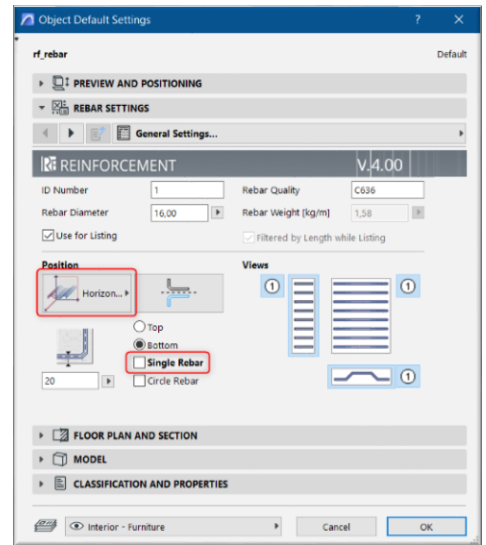 Object Default Settings ? ×
rf_rebar Default
PREVIEW AND POSITIONING
REBAR SETTINGS
General Settings...
REINFORCEMENT V.4.00
ID Number 1 Rebar Quality C636
Rebar Diameter 16,00 Rebar Weight [kg/m] 1,58
Use for Listing Filtered by Length while Listing
Position Views
Horizon... 1 1
Top
Bottom
Single Rebar
20 Circle Rebar 1
FLOOR PLAN AND SECTION
MODEL
CLASSIFICATION AND PROPERTIES
Interior - Furniture Cancel OK